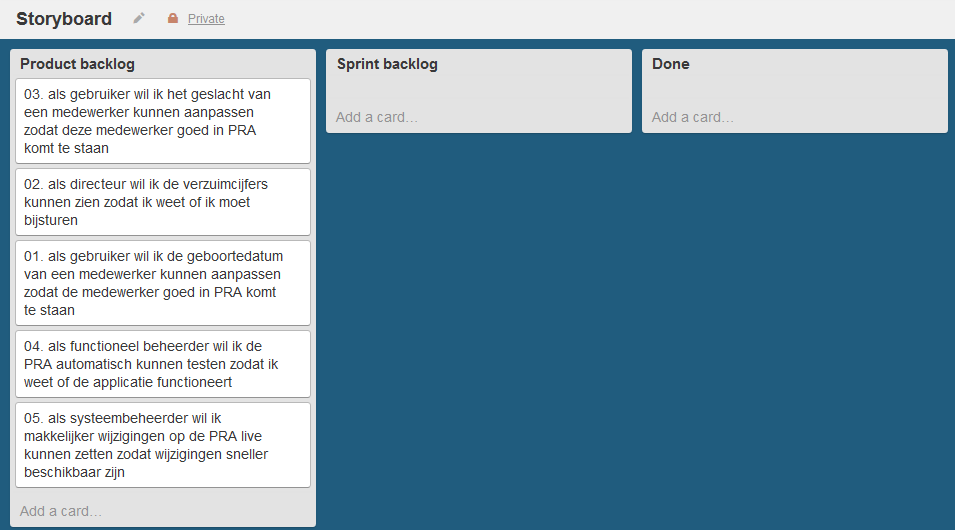 Storyboard
Private
Product backlog
03. als gebruiker wil ik het geslacht van
een medewerker kunnen aanpassen
zodat deze medewerker goed in PRA
komt te staan
02. als directeur wil ik de verzuimcijfers
kunnen zien zodat ik weet of ik moet
bijsturen
01. als gebruiker wil ik de geboortedatum
van een medewerker kunnen aanpassen
zodat de medewerker goed in PRA komt
te staan
04. als functioneel beheerder wil ik de
PRA automatisch kunnen testen zodat ik
weet of de applicatie functioneert
05. als systeembeheerder wil ik
makkelijker wijzigingen op de PRA live
kunnen zetten zodat wijzigingen sneller
beschikbaar zijn
Add a card...
Sprint backlog
Add a card...
Done
Add a card...